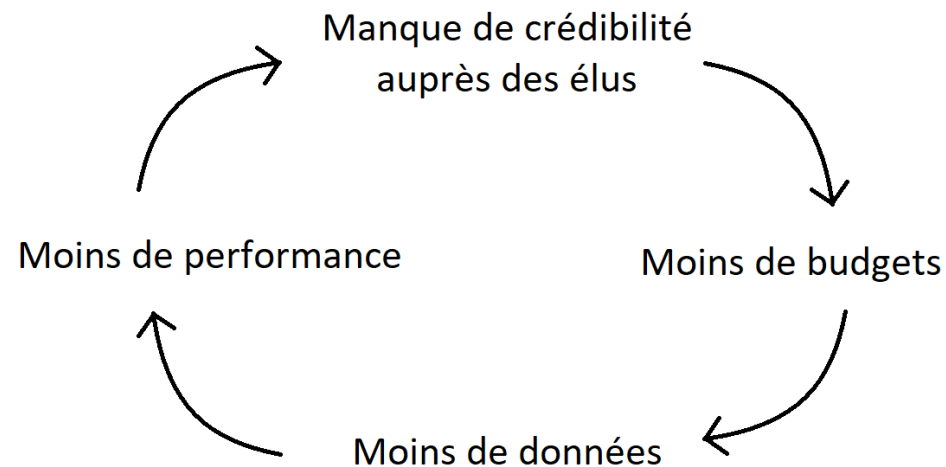 Manque de crédibilité
auprès des élus
Moins de performance
Moins de budgets
Moins de données